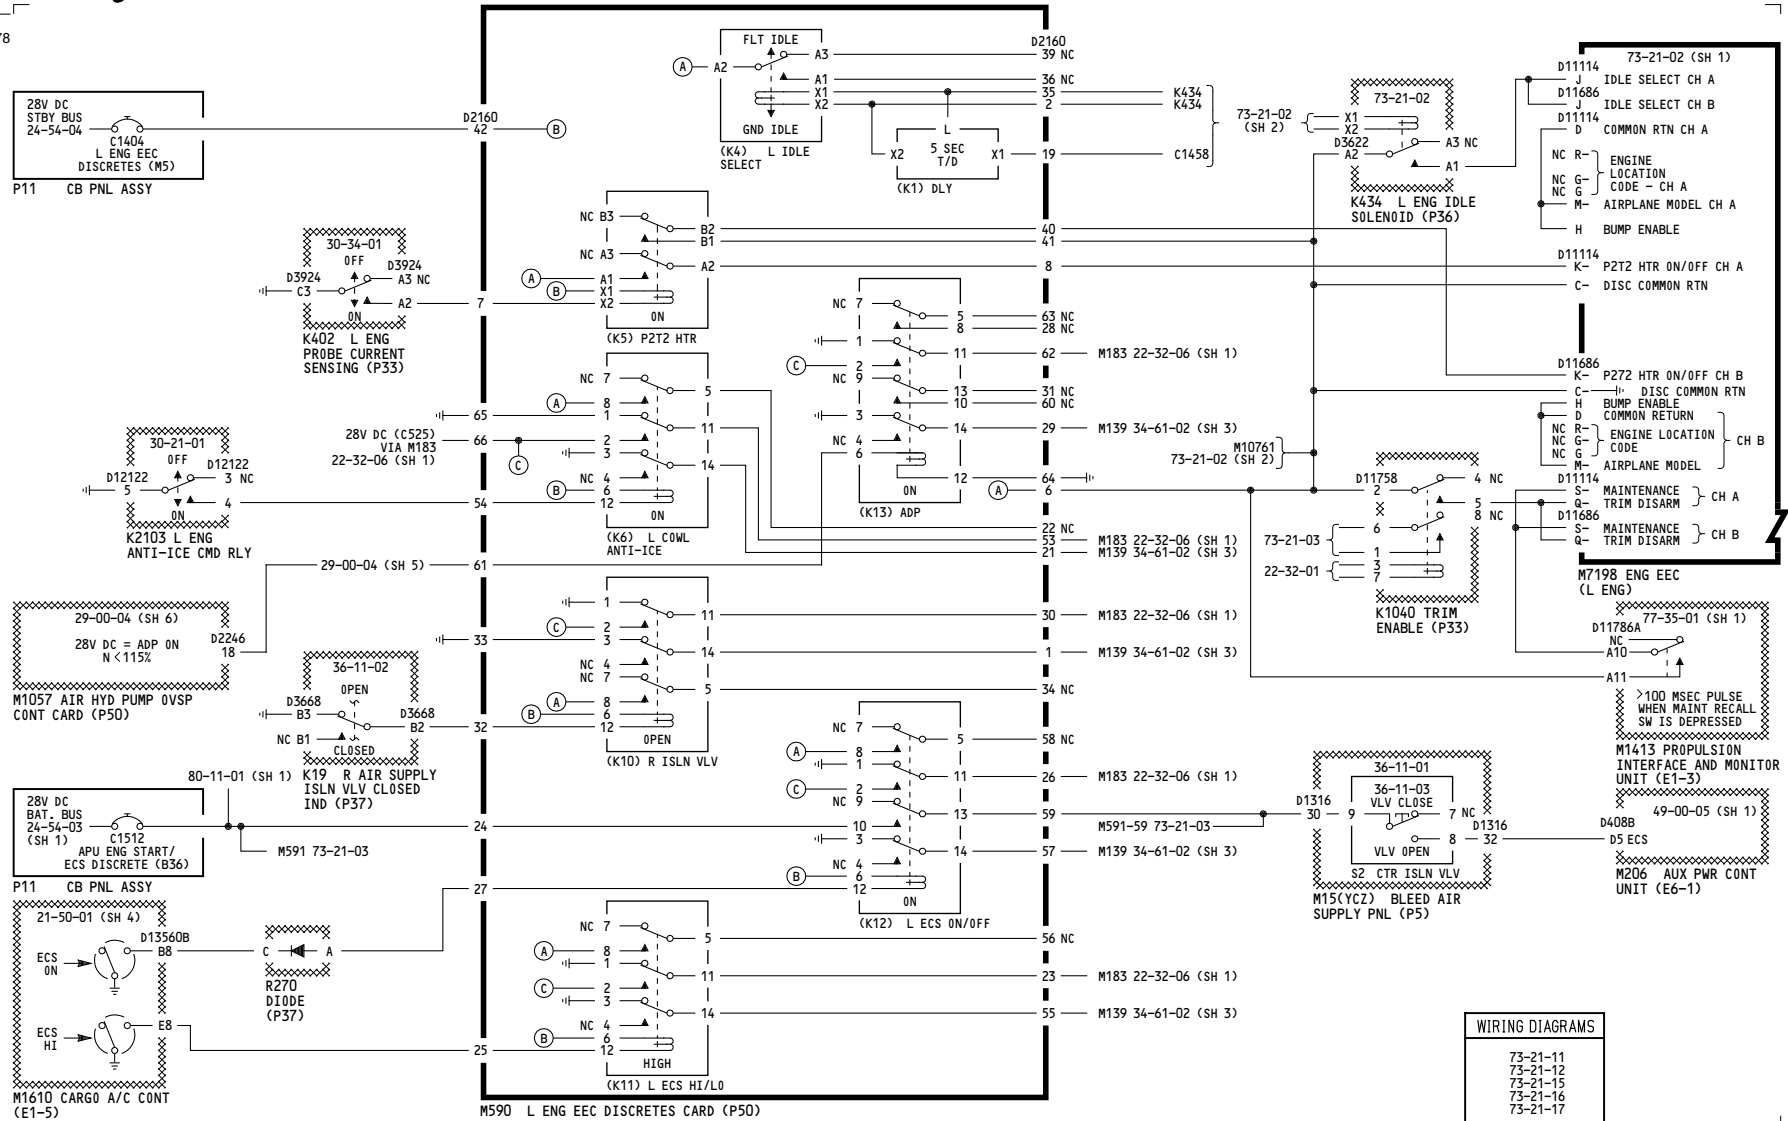 78
28V DC
STBY BUS
24-54-04
C1404
L ENG EEC
DISCRETES (M5)
P11 CB PNL ASSY
D2160
42
B
30-34-01
OFF
D3924
C3
D3924
A3 NC
A2
ON
7
K402 L ENG
PROBE CURRENT
SENSING (P33)
65
28V DC (C525)
VIA M183
22-32-06 (SH 1)
66
C
30-21-01
OFF
D12122
5
D12122
3 NC
4
ON
54
K2103 L ENG
ANTI-ICE CMD RLY
29-00-04 (SH 5)
61
29-00-04 (SH 6)
28V DC = ADP ON
N <115%
D2246
18
M1057 AIR HYD PUMP OVSP
CONT CARD (P50)
33
36-11-02
OPEN
D3668
B3
D3668
B2
NC B1
CLOSED
32
K19 R AIR SUPPLY
ISLN VLV CLOSED
IND (P37)
80-11-01 (SH 1)
28V DC
BAT. BUS
24-54-03
(SH 1)
C1512
APU ENG START/
ECS DISCRETE (B36)
24
M591 73-21-03
P11 CB PNL ASSY
27
21-50-01 (SH 4)
D13560B
ECS
ON
B8
C
A
R270
DIODE
(P37)
ECS
HI
E8
25
M1610 CARGO A/C CONT
(E1-5)
FLT IDLE
A
A2
A3
A1
X1
X2
GND IDLE
(K4) L IDLE
SELECT
L
5 SEC
T/D
X2
X1
(K1) DLY
D2160
39 NC
36 NC
35
2
19
K434
K434
C1458
73-21-02
(SH 2)
NC B3
B2
B1
NC A3
A2
A
A1
B
X1
X2
ON
(K5) P2T2 HTR
40
41
8
NC 7
5
A
8
1
11
2
3
14
NC 4
B
6
12
ON
(K6) L COWL
ANTI-ICE
NC 7
5
8
1
11
C
2
NC 9
13
10
3
14
NC 4
6
12
ON
(K13) ADP
63 NC
28 NC
62
M183 22-32-06 (SH 1)
31 NC
60 NC
29
M139 34-61-02 (SH 3)
64
A
6
22 NC
53
M183 22-32-06 (SH 1)
21
M139 34-61-02 (SH 3)
1
11
C
2
3
14
NC 4
NC 7
5
A
8
B
6
12
OPEN
(K10) R ISLN VLV
30
M183 22-32-06 (SH 1)
1
M139 34-61-02 (SH 3)
34 NC
NC 7
5
A
8
1
11
C
2
NC 9
13
10
3
14
NC 4
B
6
12
ON
(K12) L ECS ON/OFF
58 NC
26
M183 22-32-06 (SH 1)
59
M591-59 73-21-03
57
M139 34-61-02 (SH 3)
NC 7
5
A
8
1
11
C
2
3
14
NC 4
B
6
12
HIGH
(K11) L ECS HI/LO
56 NC
23
M183 22-32-06 (SH 1)
55
M139 34-61-02 (SH 3)
M590 L ENG EEC DISCRETES CARD (P50)
73-21-02
X1
X2
D3622
A2
A3 NC
A1
K434 L ENG IDLE
SOLENOID (P36)
M10761
73-21-02 (SH 2)
D11758
2
4 NC
5
8 NC
6
73-21-03
1
3
22-32-01
7
K1040 TRIM
ENABLE (P33)
73-21-02 (SH 1)
D11114
J IDLE SELECT CH A
D11686
J IDLE SELECT CH B
D11114
D COMMON RTN CH A
NC R-
NC G-
NC G
ENGINE
LOCATION
CODE - CH A
M- AIRPLANE MODEL CH A
H BUMP ENABLE
D11114
K- P2T2 HTR ON/OFF CH A
C- DISC COMMON RTN
D11686
K- P272 HTR ON/OFF CH B
C- DISC COMMON RTN
H BUMP ENABLE
D COMMON RETURN
NC R-
NC G-
NC G
ENGINE LOCATION
CODE
CH B
M- AIRPLANE MODEL
D11114
S- MAINTENANCE
Q- TRIM DISARM
CH A
D11686
S- MAINTENANCE
Q- TRIM DISARM
CH B
M7198 ENG EEC
(L ENG)
77-35-01 (SH 1)
D11786A
NC
A10
A11
>100 MSEC PULSE
WHEN MAINT RECALL
SW IS DEPRESSED
M1413 PROPULSION
INTERFACE AND MONITOR
UNIT (E1-3)
36-11-01
36-11-03
VLV CLOSE
D1316
30
9
7 NC
8
D1316
32
VLV OPEN
S2 CTR ISLN VLV
M15(YCZ) BLEED AIR
SUPPLY PNL (P5)
49-00-05 (SH 1)
D408B
D5 ECS
M206 AUX PWR CONT
UNIT (E6-1)
WIRING DIAGRAMS
73-21-11
73-21-12
73-21-15
73-21-16
73-21-17